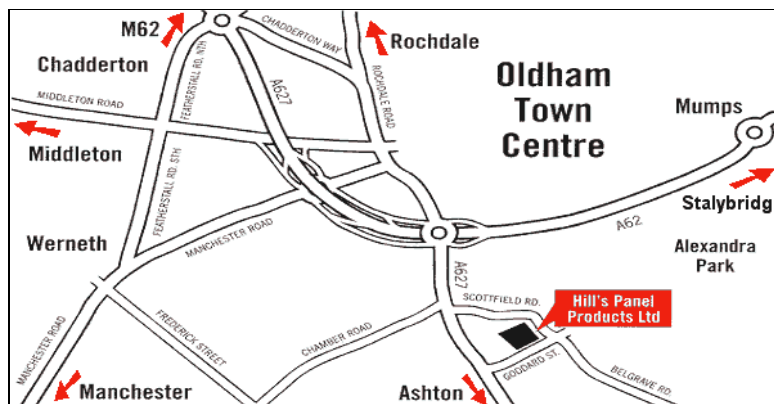 M62
CHADDERTON WAY
Rochdale
Chadderton
FEATHERSTALL RD. NTH
A627
ROCHDALE ROAD
Oldham
Town
Centre
Mumps
MIDDLETON ROAD
Middleton
FEATHERSTALL RD. STH
Stalybridg
Werneth
MANCHESTER ROAD
A62
Alexandra
Park
A627
SCOTTFIELD RD.
Hill's Panel
Products Ltd
MANCHESTER ROAD
FREDERICK STREET
CHAMBER ROAD
GODDARD ST.
BELGRAVE RD
Manchester
Ashton